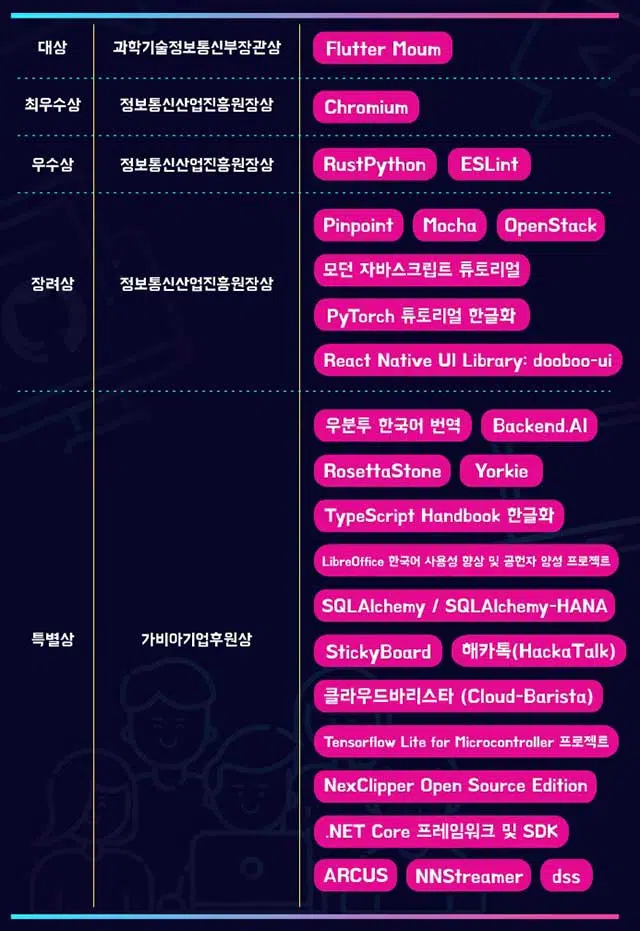 대상 과학기술정보통신부장관상 Flutter Moum
최우수상 정보통신산업진흥원장상 Chromium
우수상 정보통신산업진흥원장상 RustPython ESLint
장려상 정보통신산업진흥원장상
Pinpoint Mocha OpenStack
모던 자바스크립트 튜토리얼
PyTorch 튜토리얼 한글화
React Native UI Library: dooboo-ui
특별상 가비아기업후원상
우분투 한국어 번역 Backend.AI
RosettaStone Yorkie
TypeScript Handbook 한글화
LibreOffice 한국어 사용성 향상 및 공헌자 양성 프로젝트
SQLAlchemy / SQLAlchemy-HANA
StickyBoard 해카톡(HackaTalk)
클라우드바리스타 (Cloud-Barista)
Tensorflow Lite for Microcontroller 프로젝트
NexClipper Open Source Edition
.NET Core 프레임워크 및 SDK
ARCUS NNStreamer dss